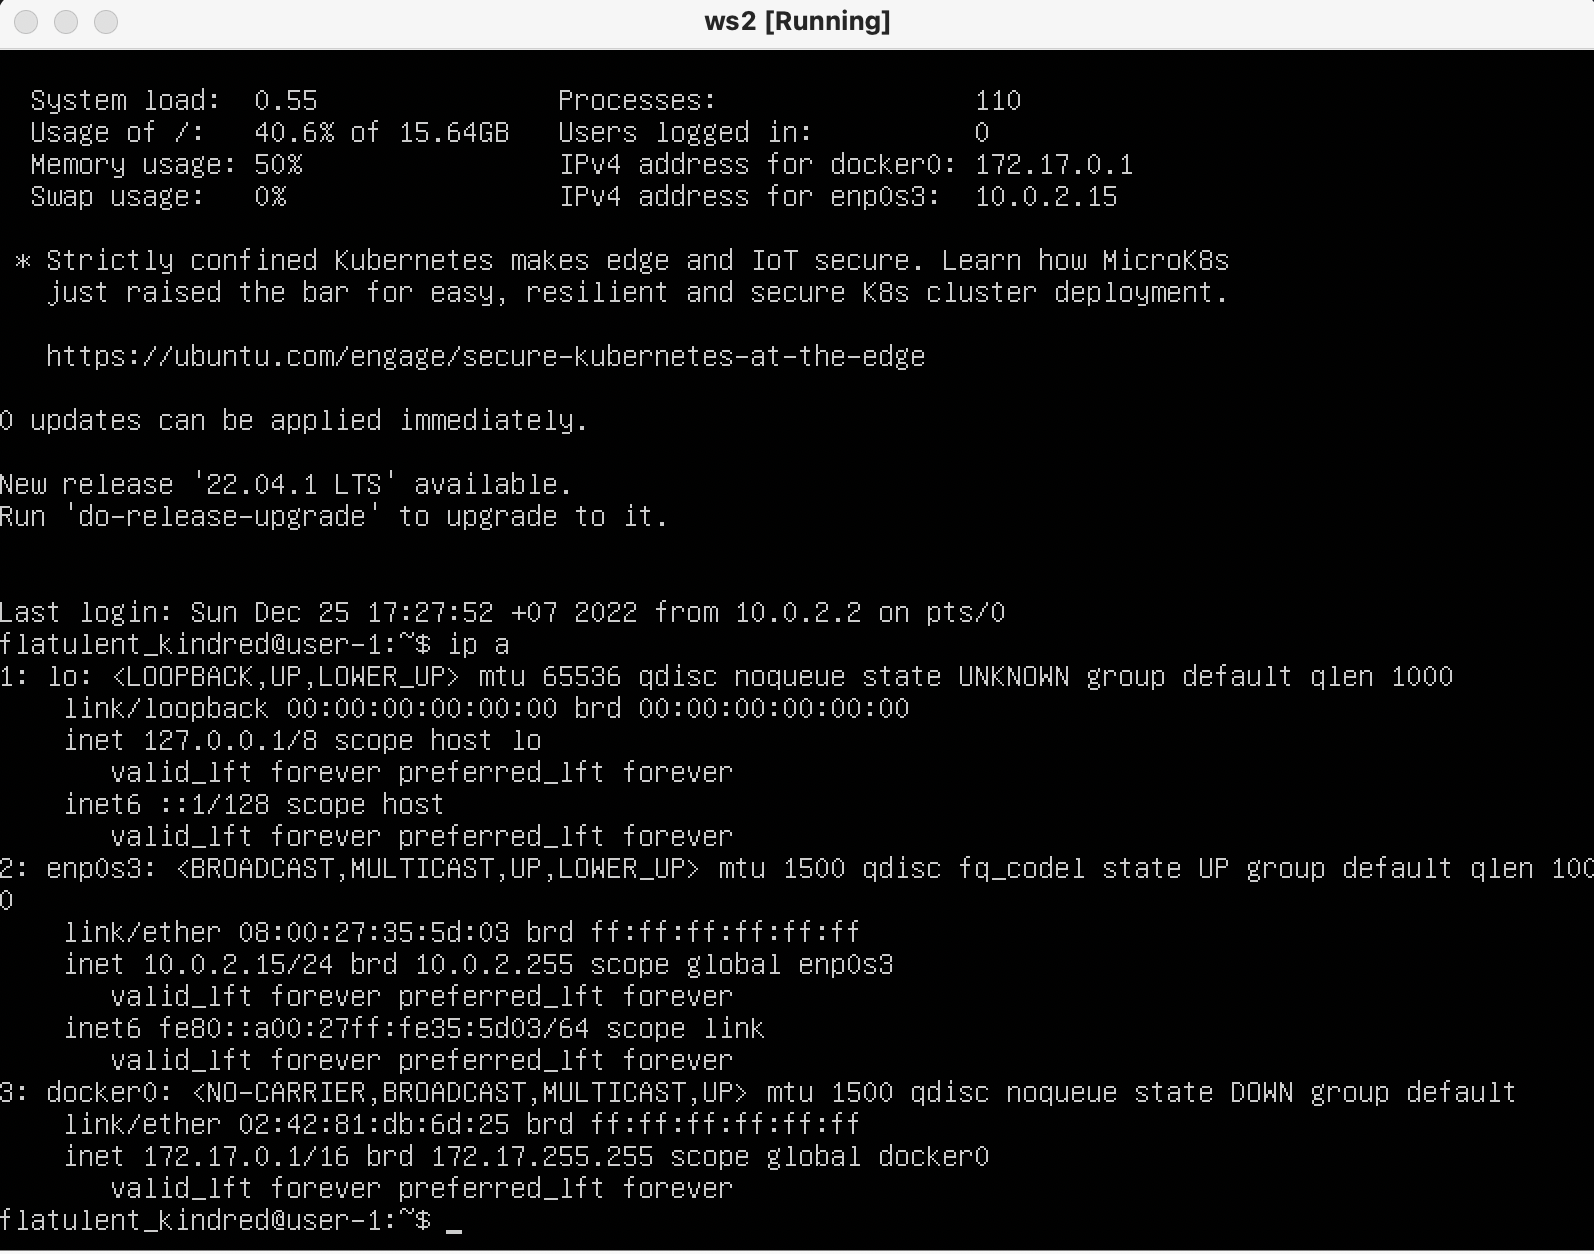 ws2 [Running]
System load:  0.55               Processes:                110
Usage of /:   40.6% of 15.64GB   Users logged in:          0
Memory usage: 50%                IPv4 address for docker0: 172.17.0.1
Swap usage:   0%                 IPv4 address for enp0s3:  10.0.2.15
* Strictly confined Kubernetes makes edge and IoT secure. Learn how MicroK8s
just raised the bar for easy, resilient and secure K8s cluster deployment.
https://ubuntu.com/engage/secure-kubernetes-at-the-edge
0 updates can be applied immediately.
New release '22.04.1 LTS' available.
Run 'do-release-upgrade' to upgrade to it.
Last login: Sun Dec 25 17:27:52 +07 2022 from 10.0.2.2 on pts/0
flatulent_kindred@user-1:~$ ip a
1: lo: <LOOPBACK,UP,LOWER_UP> mtu 65536 qdisc noqueue state UNKNOWN group default qlen 1000
link/loopback 00:00:00:00:00:00 brd 00:00:00:00:00:00
inet 127.0.0.1/8 scope host lo
valid_lft forever preferred_lft forever
inet6 ::1/128 scope host
valid_lft forever preferred_lft forever
2: enp0s3: <BROADCAST,MULTICAST,UP,LOWER_UP> mtu 1500 qdisc fq_codel state UP group default qlen 100
0
link/ether 08:00:27:35:5d:03 brd ff:ff:ff:ff:ff:ff
inet 10.0.2.15/24 brd 10.0.2.255 scope global enp0s3
valid_lft forever preferred_lft forever
inet6 fe80::a00:27ff:fe35:5d03/64 scope link
valid_lft forever preferred_lft forever
3: docker0: <NO-CARRIER,BROADCAST,MULTICAST,UP> mtu 1500 qdisc noqueue state DOWN group default
link/ether 02:42:81:db:6d:25 brd ff:ff:ff:ff:ff:ff
inet 172.17.0.1/16 brd 172.17.255.255 scope global docker0
valid_lft forever preferred_lft forever
flatulent_kindred@user-1:~$ _